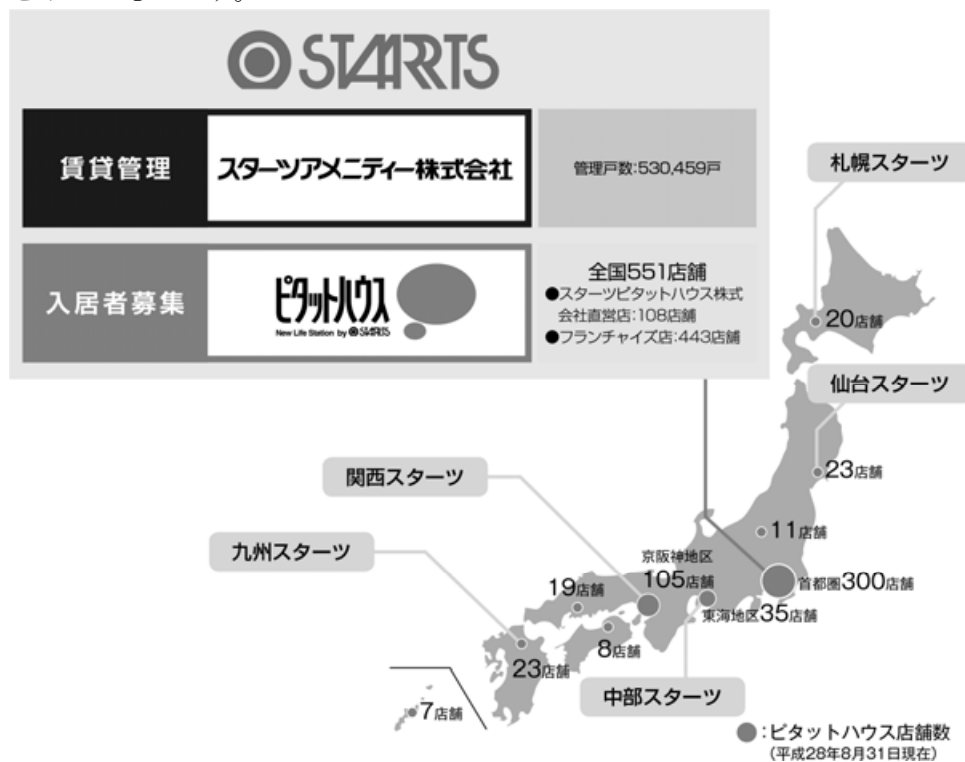 STARTS
賃貸管理
スターツアメニティー株式会社
管理戸数:530,459戸
入居者募集
ピタットハウス
New Life Station by STARTS
全国551店舗
●スターツピタットハウス株式
会社直営店:108店舗
●フランチャイズ店:443店舗
札幌スターツ
20店舗
仙台スターツ
23店舗
関西スターツ
11店舗
九州スターツ
京阪神地区
105店舗
首都圏300店舗
19店舗
東海地区35店舗
8店舗
23店舗
中部スターツ
7店舗
:ピタットハウス店舗数
(平成28年8月31日現在)